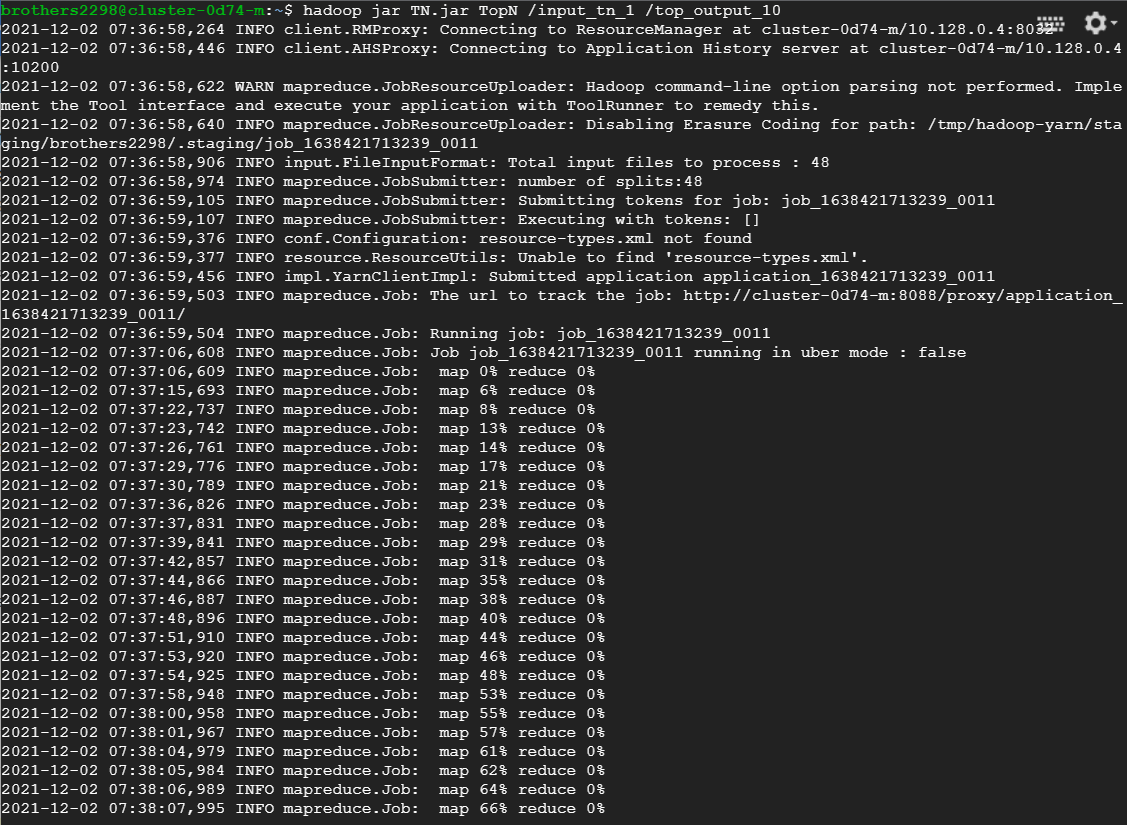 brothers2298@cluster-0d74-m:~$ hadoop jar TN.jar TopN /input_tn_1 /top_output_10
2021-12-02 07:36:58,264 INFO client.RMProxy: Connecting to ResourceManager at cluster-0d74-m/10.128.0.4:8032
2021-12-02 07:36:58,446 INFO client.AHSProxy: Connecting to Application History server at cluster-0d74-m/10.128.0.4
:10200
2021-12-02 07:36:58,622 WARN mapreduce.JobResourceUploader: Hadoop command-line option parsing not performed. Imple
ment the Tool interface and execute your application with ToolRunner to remedy this.
2021-12-02 07:36:58,640 INFO mapreduce.JobResourceUploader: Disabling Erasure Coding for path: /tmp/hadoop-yarn/sta
ging/brothers2298/.staging/job_1638421713239_0011
2021-12-02 07:36:58,906 INFO input.FileInputFormat: Total input files to process : 48
2021-12-02 07:36:58,974 INFO mapreduce.JobSubmitter: number of splits:48
2021-12-02 07:36:59,105 INFO mapreduce.JobSubmitter: Submitting tokens for job: job_1638421713239_0011
2021-12-02 07:36:59,107 INFO mapreduce.JobSubmitter: Executing with tokens: []
2021-12-02 07:36:59,376 INFO conf.Configuration: resource-types.xml not found
2021-12-02 07:36:59,377 INFO resource.ResourceUtils: Unable to find 'resource-types.xml'.
2021-12-02 07:36:59,456 INFO impl.YarnClientImpl: Submitted application application_1638421713239_0011
2021-12-02 07:36:59,503 INFO mapreduce.Job: The url to track the job: http://cluster-0d74-m:8088/proxy/application_
1638421713239_0011/
2021-12-02 07:36:59,504 INFO mapreduce.Job: Running job: job_1638421713239_0011
2021-12-02 07:37:06,608 INFO mapreduce.Job: Job job_1638421713239_0011 running in uber mode : false
2021-12-02 07:37:06,609 INFO mapreduce.Job:  map 0% reduce 0%
2021-12-02 07:37:15,693 INFO mapreduce.Job:  map 6% reduce 0%
2021-12-02 07:37:22,737 INFO mapreduce.Job:  map 8% reduce 0%
2021-12-02 07:37:23,742 INFO mapreduce.Job:  map 13% reduce 0%
2021-12-02 07:37:26,761 INFO mapreduce.Job:  map 14% reduce 0%
2021-12-02 07:37:29,776 INFO mapreduce.Job:  map 17% reduce 0%
2021-12-02 07:37:30,789 INFO mapreduce.Job:  map 21% reduce 0%
2021-12-02 07:37:36,826 INFO mapreduce.Job:  map 23% reduce 0%
2021-12-02 07:37:37,831 INFO mapreduce.Job:  map 28% reduce 0%
2021-12-02 07:37:39,841 INFO mapreduce.Job:  map 29% reduce 0%
2021-12-02 07:37:42,857 INFO mapreduce.Job:  map 31% reduce 0%
2021-12-02 07:37:44,866 INFO mapreduce.Job:  map 35% reduce 0%
2021-12-02 07:37:46,887 INFO mapreduce.Job:  map 38% reduce 0%
2021-12-02 07:37:48,896 INFO mapreduce.Job:  map 40% reduce 0%
2021-12-02 07:37:51,910 INFO mapreduce.Job:  map 44% reduce 0%
2021-12-02 07:37:53,920 INFO mapreduce.Job:  map 46% reduce 0%
2021-12-02 07:37:54,925 INFO mapreduce.Job:  map 48% reduce 0%
2021-12-02 07:37:58,948 INFO mapreduce.Job:  map 53% reduce 0%
2021-12-02 07:38:00,958 INFO mapreduce.Job:  map 55% reduce 0%
2021-12-02 07:38:01,967 INFO mapreduce.Job:  map 57% reduce 0%
2021-12-02 07:38:04,979 INFO mapreduce.Job:  map 61% reduce 0%
2021-12-02 07:38:05,984 INFO mapreduce.Job:  map 62% reduce 0%
2021-12-02 07:38:06,989 INFO mapreduce.Job:  map 64% reduce 0%
2021-12-02 07:38:07,995 INFO mapreduce.Job:  map 66% reduce 0%